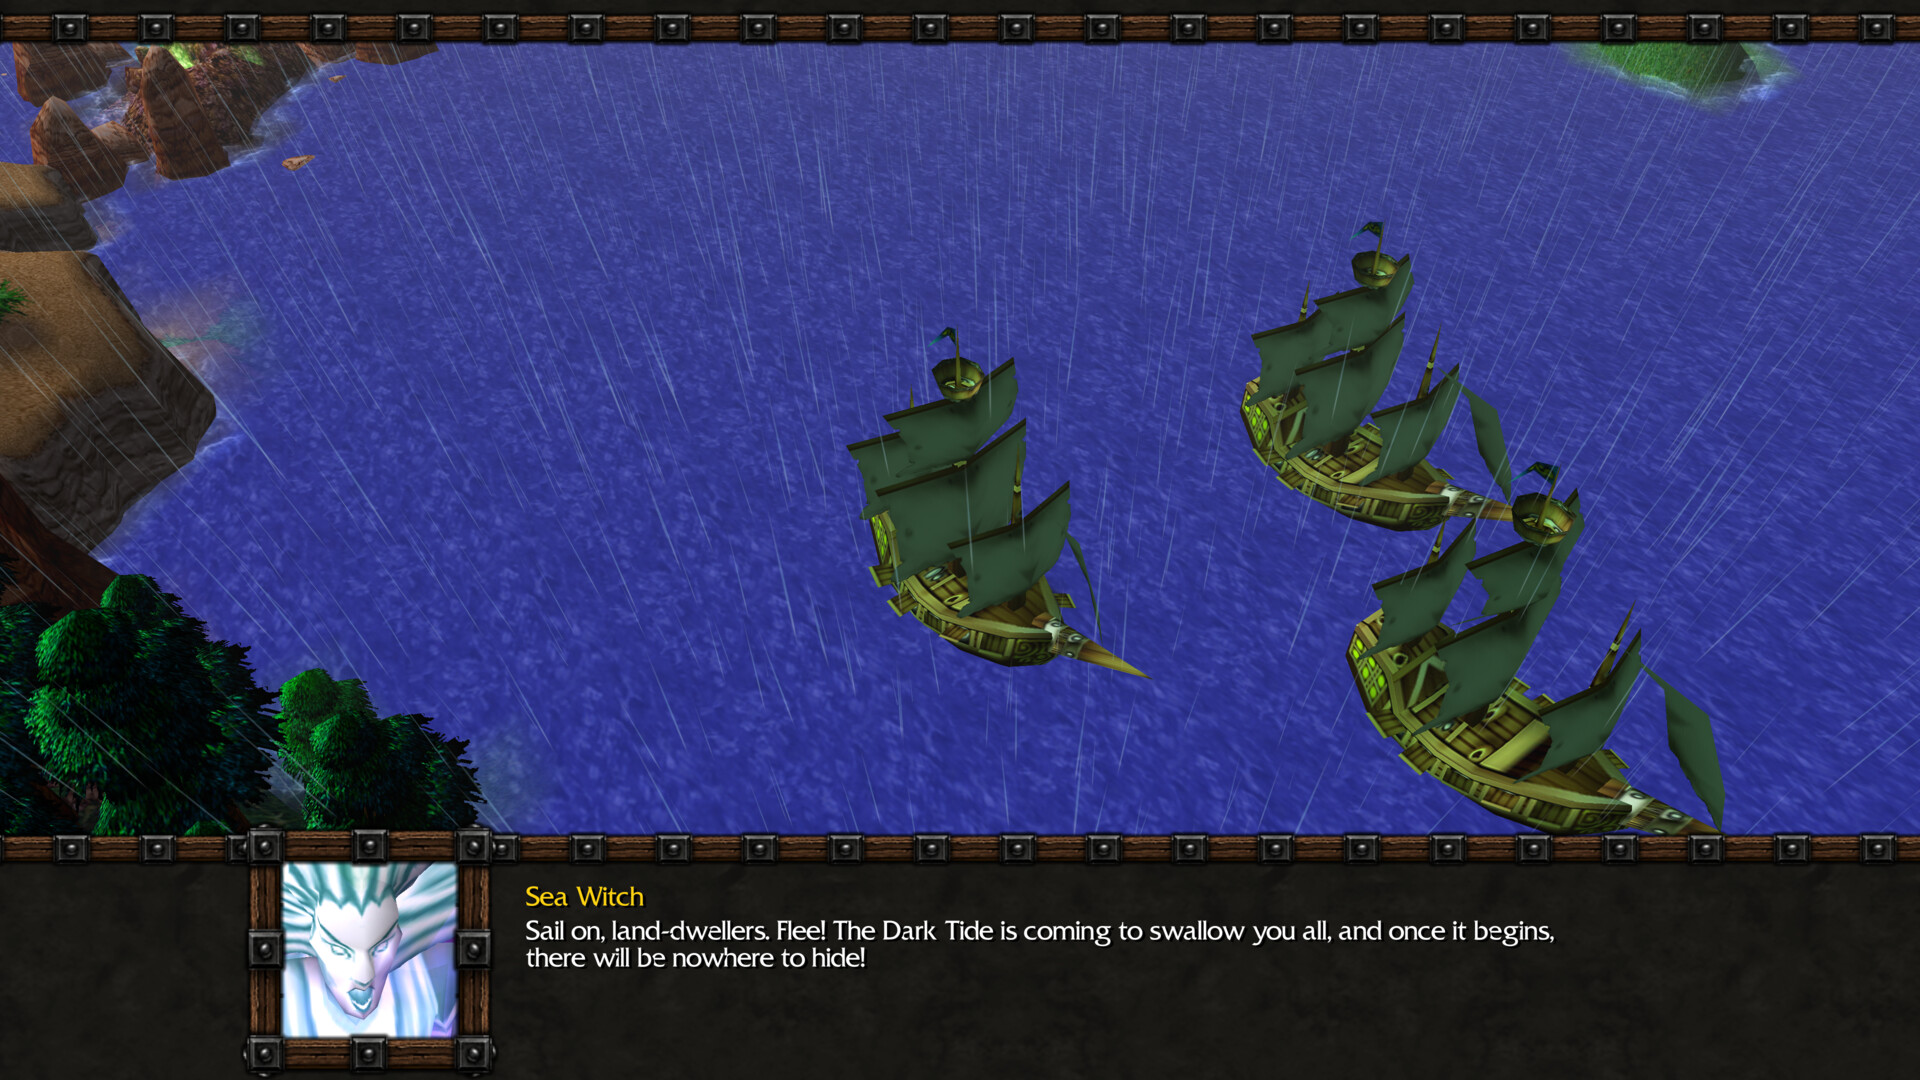 Sea Witch
Sail on, land-dwellers. Flee! The Dark Tide is coming to swallow you all, and once it begins,
there will be nowhere to hide!